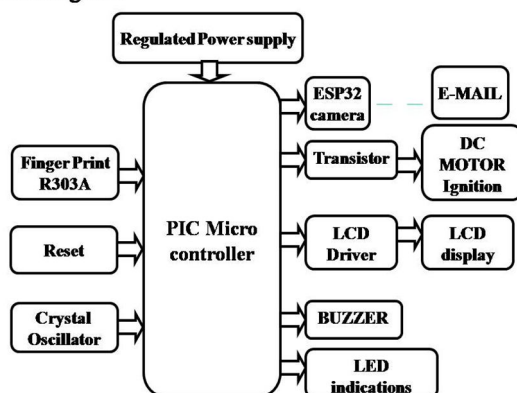 Regulated Power supply
ESP32
camera
E-MAIL
Finger Print
R303A
Transistor
DC
MOTOR
Ignition
PIC Micro
controller
Reset
LCD
Driver
LCD
display
Crystal
Oscillator
BUZZER
LED
indications